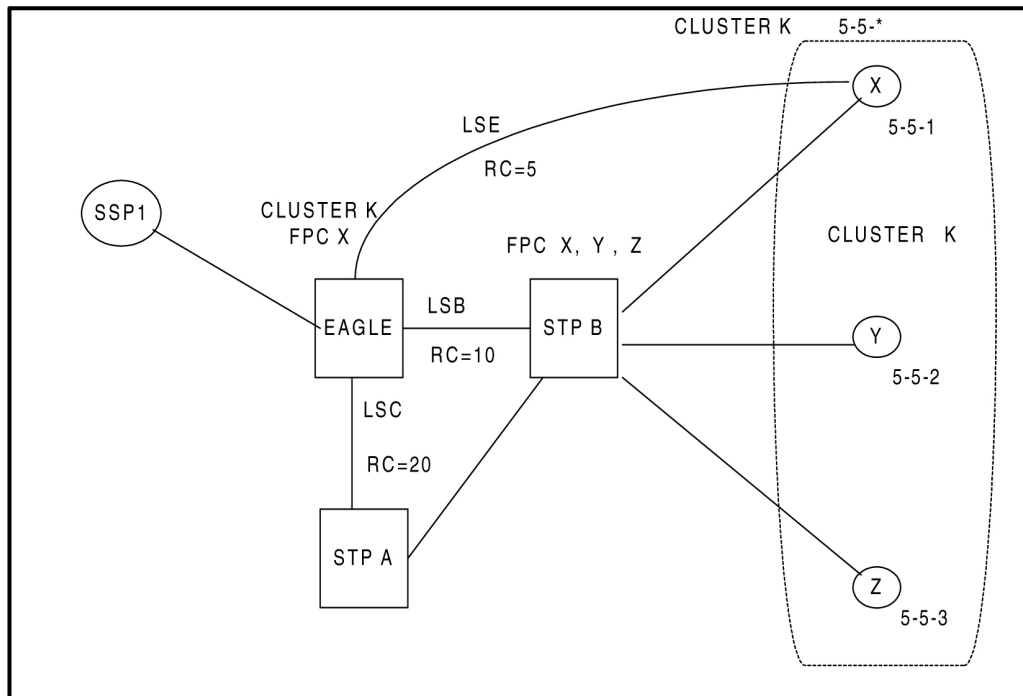 CLUSTER K 5-5-*
X
5-5-1
LSE
RC=5
SSP1
CLUSTER K
FPC X
CLUSTER K
FPC X, Y, Z
EAGLE
LSB
RC=10
STP B
Y
5-5-2
LSC
RC=20
STP A
Z
5-5-3